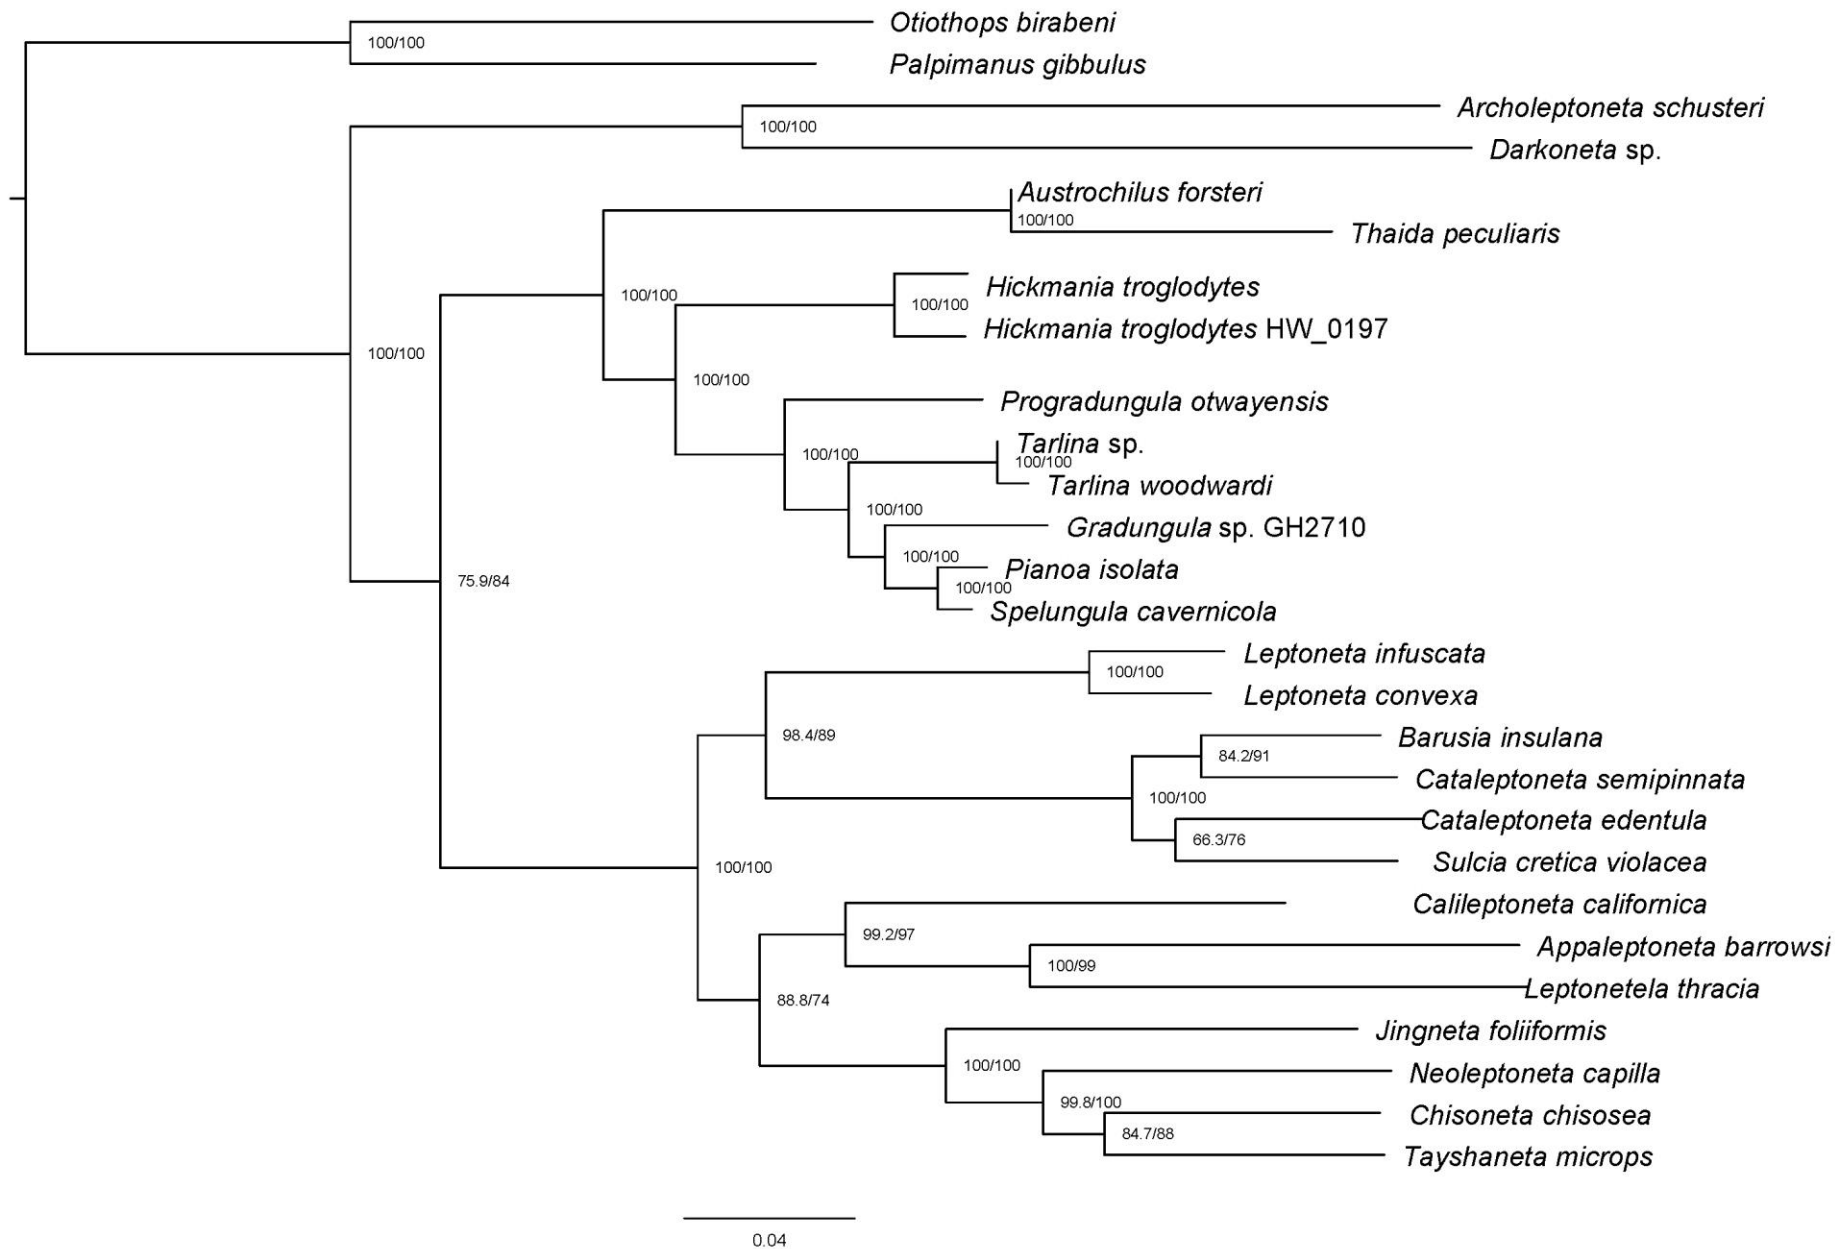 Otiothops birabeni
100/100
Palpimanus gibbulus
Archoleptoneta schusteri
100/100
Darkoneta sp.
Austrochilus forsteri
100/100
Thaida peculiaris
Hickmania troglodytes
100/100
100/100
Hickmania troglodytes HW_0197
100/100
100/100
Progradungula otwayensis
Tarlina sp.
100/100
100/100
Tarlina woodwardi
100/100
Gradungula sp. GH2710
100/100
Pianoa isolata
75.9/84
100/100
Spelungula cavernicola
Leptoneta infuscata
100/100
Leptoneta convexa
98.4/89
Barusia insulana
84.2/91
Cataleptoneta semipinnata
100/100
Cataleptoneta edentula
66.3/76
Sulcia cretica violacea
100/100
Calileptoneta californica
99.2/97
Appaleptoneta barrowsi
100/99
Leptonetela thracia
88.8/74
Jingneta foliiformis
100/100
Neoleptoneta capilla
99.8/100
Chisoneta chisosea
84.7/88
Tayshaneta microps
0.04